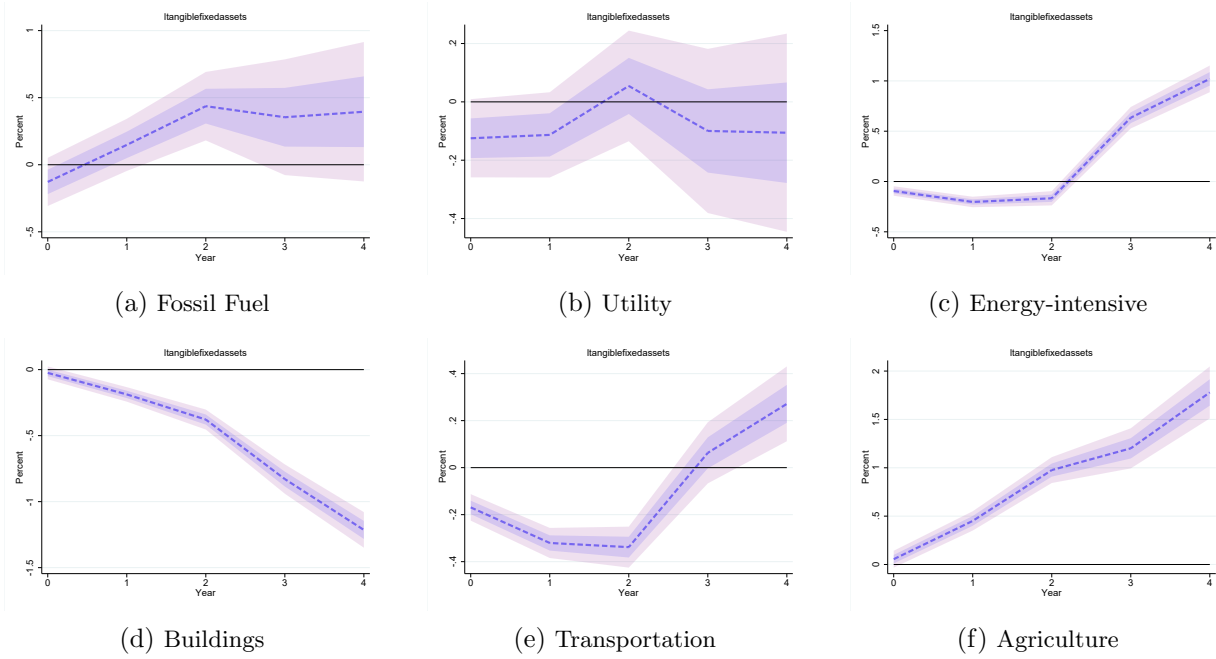 ltangiblefixedassets
Percent
1
.5
0
-.5
0 1 2 3 4
Year
(a) Fossil Fuel
ltangiblefixedassets
Percent
.2
0
-.2
-.4
0 1 2 3 4
Year
(b) Utility
ltangiblefixedassets
Percent
1.5
1
.5
0
-.5
0 1 2 3 4
Year
(c) Energy-intensive
ltangiblefixedassets
Percent
0
-.5
-1
-1.5
0 1 2 3 4
Year
(d) Buildings
ltangiblefixedassets
Percent
.4
.2
0
-.2
-.4
0 1 2 3 4
Year
(e) Transportation
ltangiblefixedassets
Percent
2
1.5
1
.5
0
0 1 2 3 4
Year
(f) Agriculture